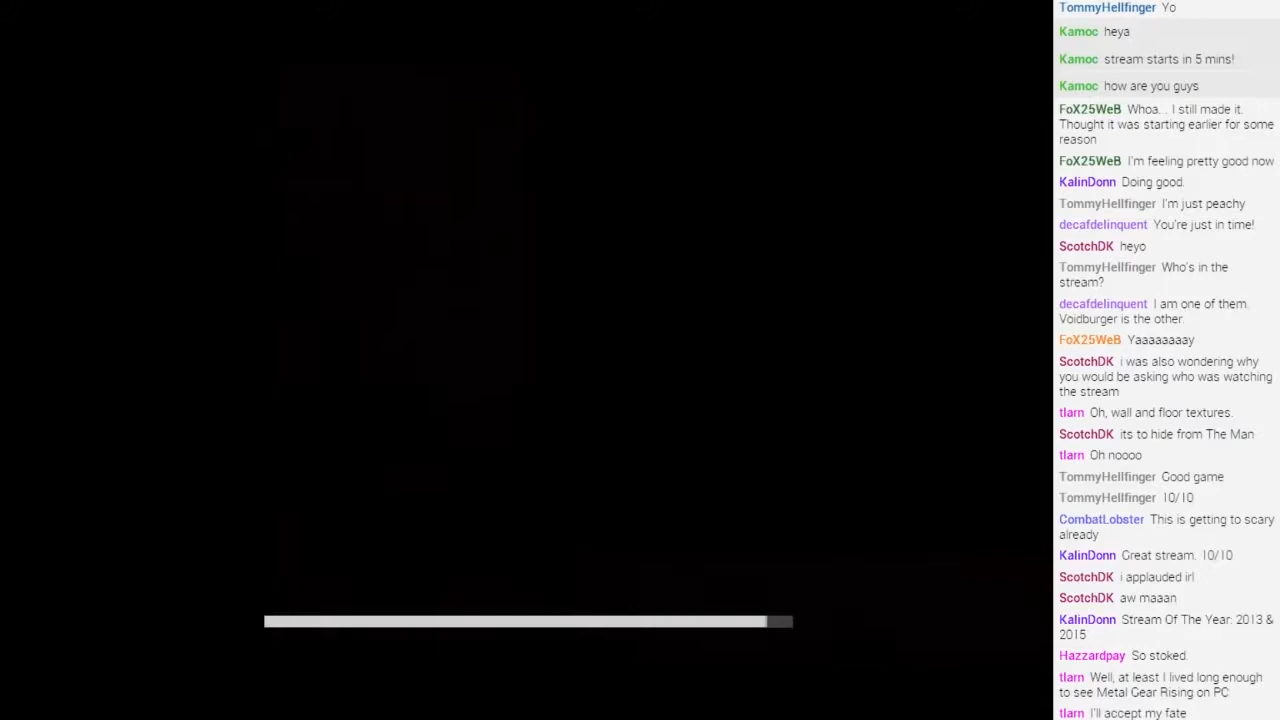 TommyHellfinger Yo
Kamoc heya
Kamoc stream starts in 5 mins!
Kamoc how are you guys
FoX25WeB Whoa... I still made it.
Thought it was starting earlier for some
reason
FoX25WeB I'm feeling pretty good now
KalinDonn Doing good.
TommyHellfinger I'm just peachy
decafdelinquent You're just in time!
ScotchDK heyo
TommyHellfinger Who's in the
stream?
decafdelinquent I am one of them.
Voidburger is the other.
FoX25WeB Yaaaaaaaay
ScotchDK i was also wondering why
you would be asking who was watching
the stream
tlarn Oh, wall and floor textures.
ScotchDK its to hide from The Man
tlarn Oh noooo
TommyHellfinger Good game
TommyHellfinger 10/10
CombatLobster This is getting to scary
already
KalinDonn Great stream. 10/10
ScotchDK i applauded irl
ScotchDK aw maaan
KalinDonn Stream Of The Year: 2013 &
2015
Hazzardpay So stoked.
tlarn Well, at least I lived long enough
to see Metal Gear Rising on PC
tlarn I'll accept my fate